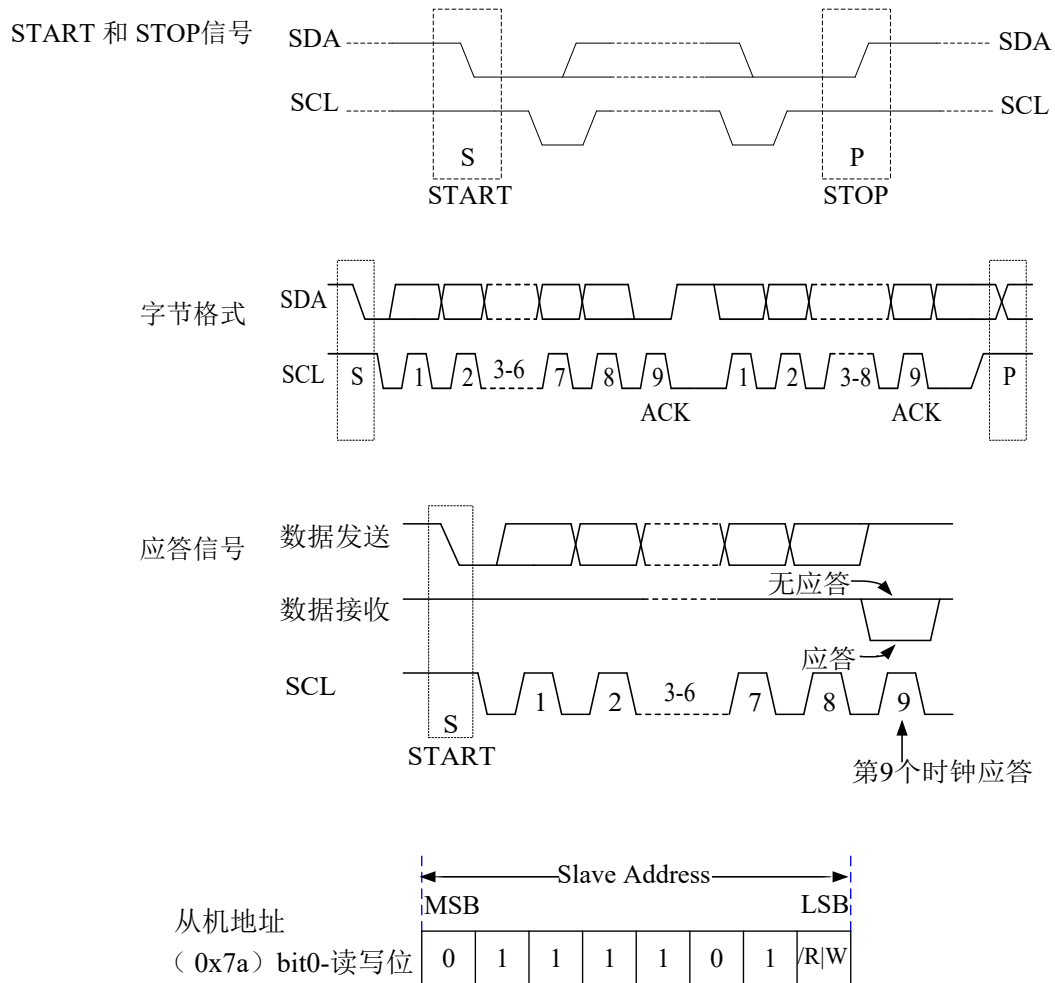 START 和 STOP信号
SDA
SDA
SCL
SCL
S
P
START
STOP
字节格式
SDA
SCL
S
1
2
3-6
7
8
9
1
2
3-8
9
P
ACK
ACK
应答信号
数据发送
无应答
数据接收
应答
SCL
1
2
3-6
7
8
9
S
START
第9个时钟应答
Slave Address
MSB
LSB
从机地址
（ 0x7a）bit0-读写位
0 1 1 1 1 0 1 /R|W